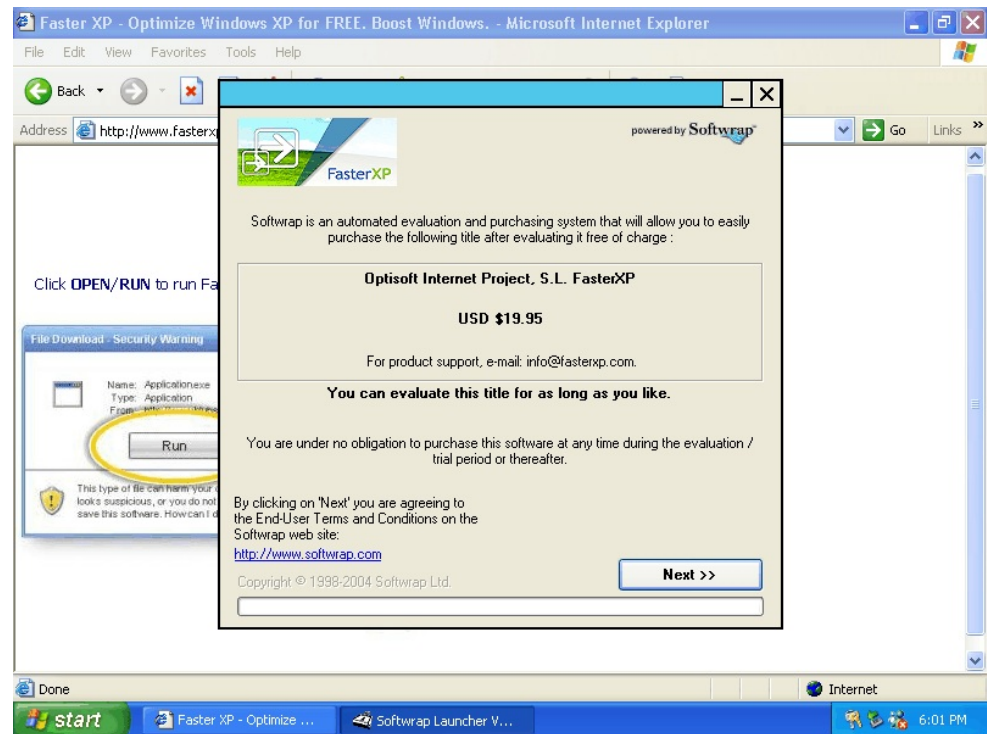 Faster XP - Optimize Windows XP for FREE. Boost Windows. - Microsoft Internet Explorer
File Edit View Favorites Tools Help
Back
Address http://www.fasterxp Go Links »
FasterXP
powered by Softwrap
Softwrap is an automated evaluation and purchasing system that will allow you to easily
purchase the following title after evaluating it free of charge :
Optisoft Internet Project, S.L. FasterXP
USD $19.95
For product support, e-mail: info@fasterxp.com.
You can evaluate this title for as long as you like.
You are under no obligation to purchase this software at any time during the evaluation /
trial period or thereafter.
By clicking on 'Next' you are agreeing to
the End-User Terms and Conditions on the
Softwrap web site:
http://www.softwrap.com
Copyright © 1998-2004 Softwrap Ltd.
Next >>
Click OPEN/RUN to run Fa
File Download - Security Warning
Name: Application.exe
Type: Application
From:
Run
This type of file can harm your
looks suspicious, or you do not
save this software. How can I d
Done
Internet
start
Faster XP - Optimize ...
Softwrap Launcher V...
6:01 PM